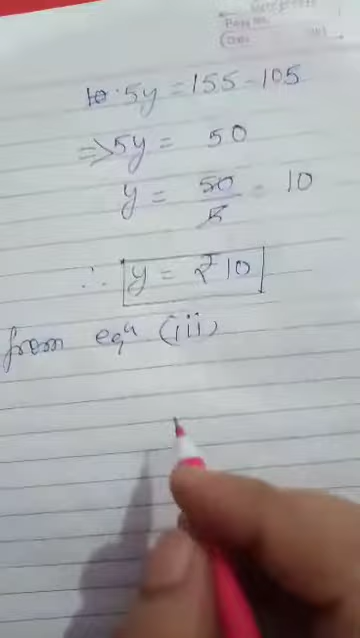 5y = 155 - 105
=> 5y = 50
y = 50/5 = 10
∴ y = ₹10
from eqⁿ (iii)